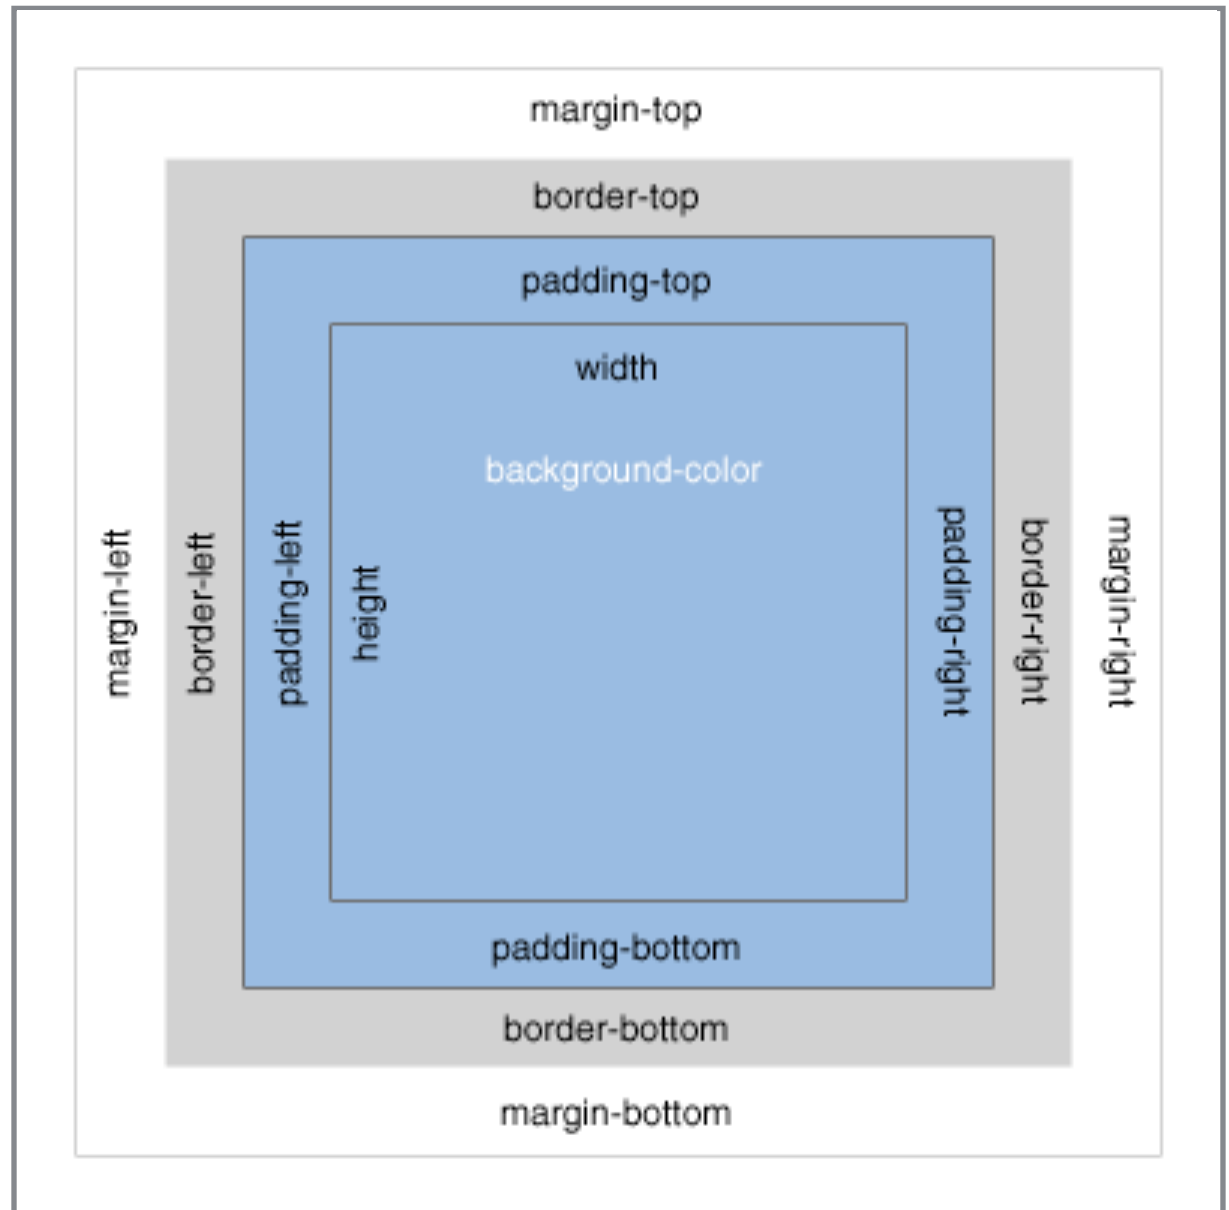 margin-top
border-top
padding-top
width
background-color
margin-left
border-left
padding-left
height
padding-right
border-right
margin-right
padding-bottom
border-bottom
margin-bottom